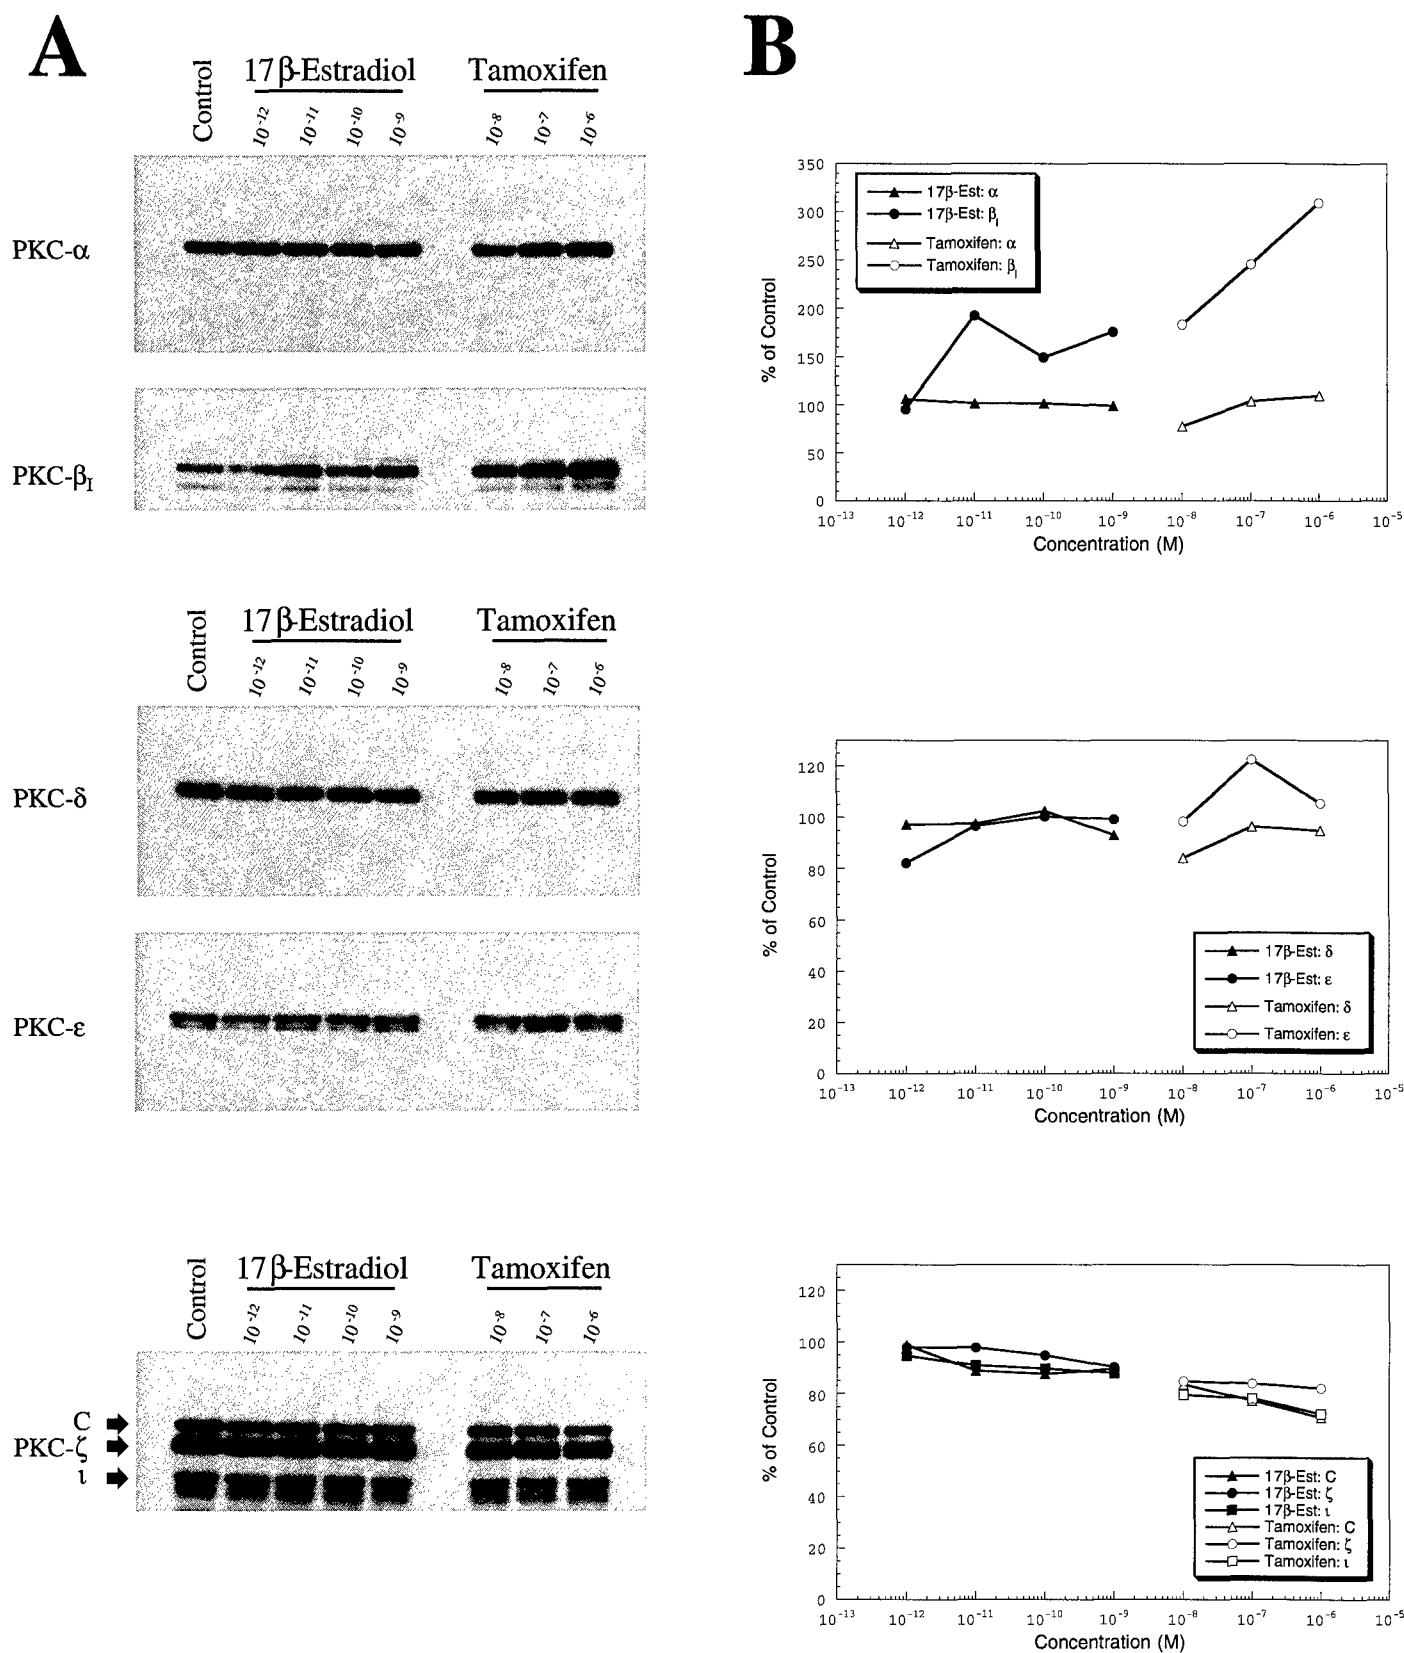 A
Control
17β-Estradiol
Tamoxifen
10⁻¹²
10⁻¹¹
10⁻¹⁰
10⁻⁹
10⁻⁸
10⁻⁷
10⁻⁶
PKC-α
PKC-βI
Control
17β-Estradiol
Tamoxifen
10⁻¹²
10⁻¹¹
10⁻¹⁰
10⁻⁹
10⁻⁸
10⁻⁷
10⁻⁶
PKC-δ
PKC-ε
Control
17β-Estradiol
Tamoxifen
10⁻¹²
10⁻¹¹
10⁻¹⁰
10⁻⁹
10⁻⁸
10⁻⁷
10⁻⁶
C
PKC-ζ
ι
B
350
300
250
200
150
100
50
0
% of Control
17β-Est: α
17β-Est: βI
Tamoxifen: α
Tamoxifen: βI
10⁻¹³ 10⁻¹² 10⁻¹¹ 10⁻¹⁰ 10⁻⁹ 10⁻⁸ 10⁻⁷ 10⁻⁶ 10⁻⁵
Concentration (M)
120
100
80
60
40
20
0
% of Control
17β-Est: δ
17β-Est: ε
Tamoxifen: δ
Tamoxifen: ε
10⁻¹³ 10⁻¹² 10⁻¹¹ 10⁻¹⁰ 10⁻⁹ 10⁻⁸ 10⁻⁷ 10⁻⁶ 10⁻⁵
Concentration (M)
120
100
80
60
40
20
0
% of Control
17β-Est: C
17β-Est: ζ
17β-Est: ι
Tamoxifen: C
Tamoxifen: ζ
Tamoxifen: ι
10⁻¹³ 10⁻¹² 10⁻¹¹ 10⁻¹⁰ 10⁻⁹ 10⁻⁸ 10⁻⁷ 10⁻⁶ 10⁻⁵
Concentration (M)